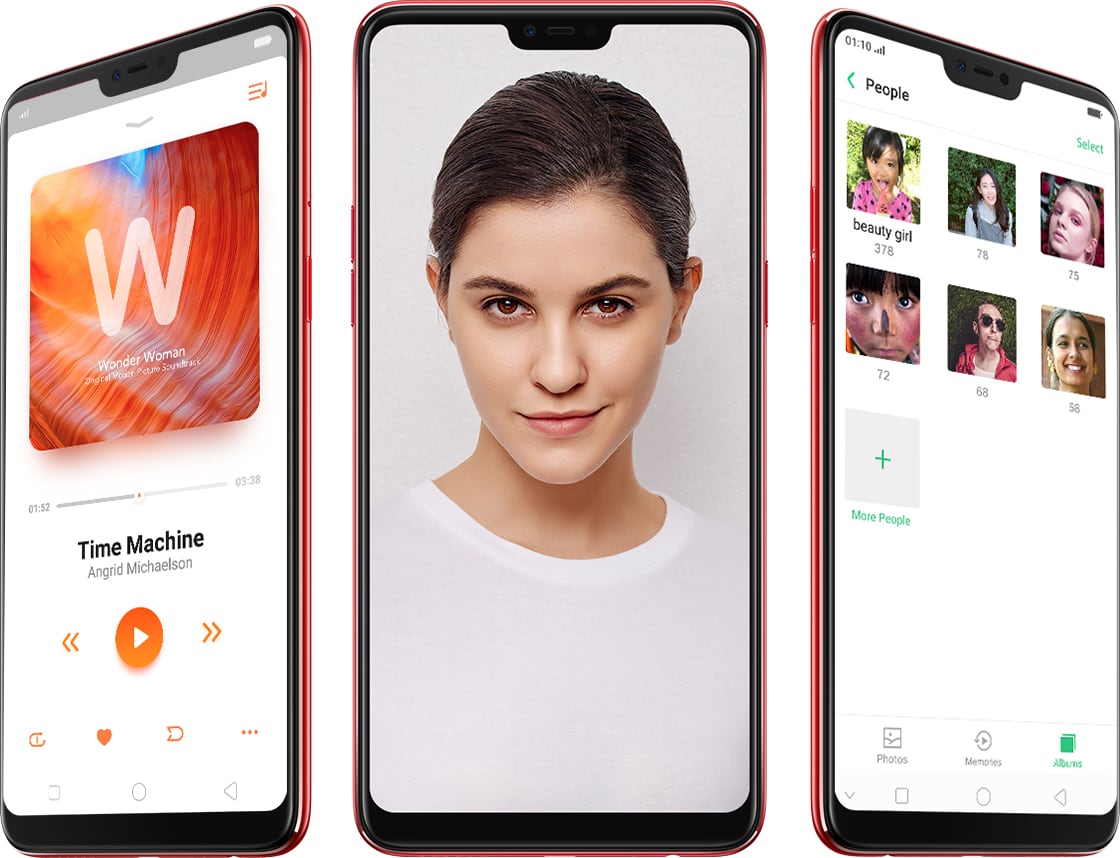 W
Wonder Woman
Original Motion Picture Soundtrack
01:52
03:38
Time Machine
Angrid Michaelson
01:10
People
Select
beauty girl
378
78
75
72
68
58
More People
Photos
Memories
Albums